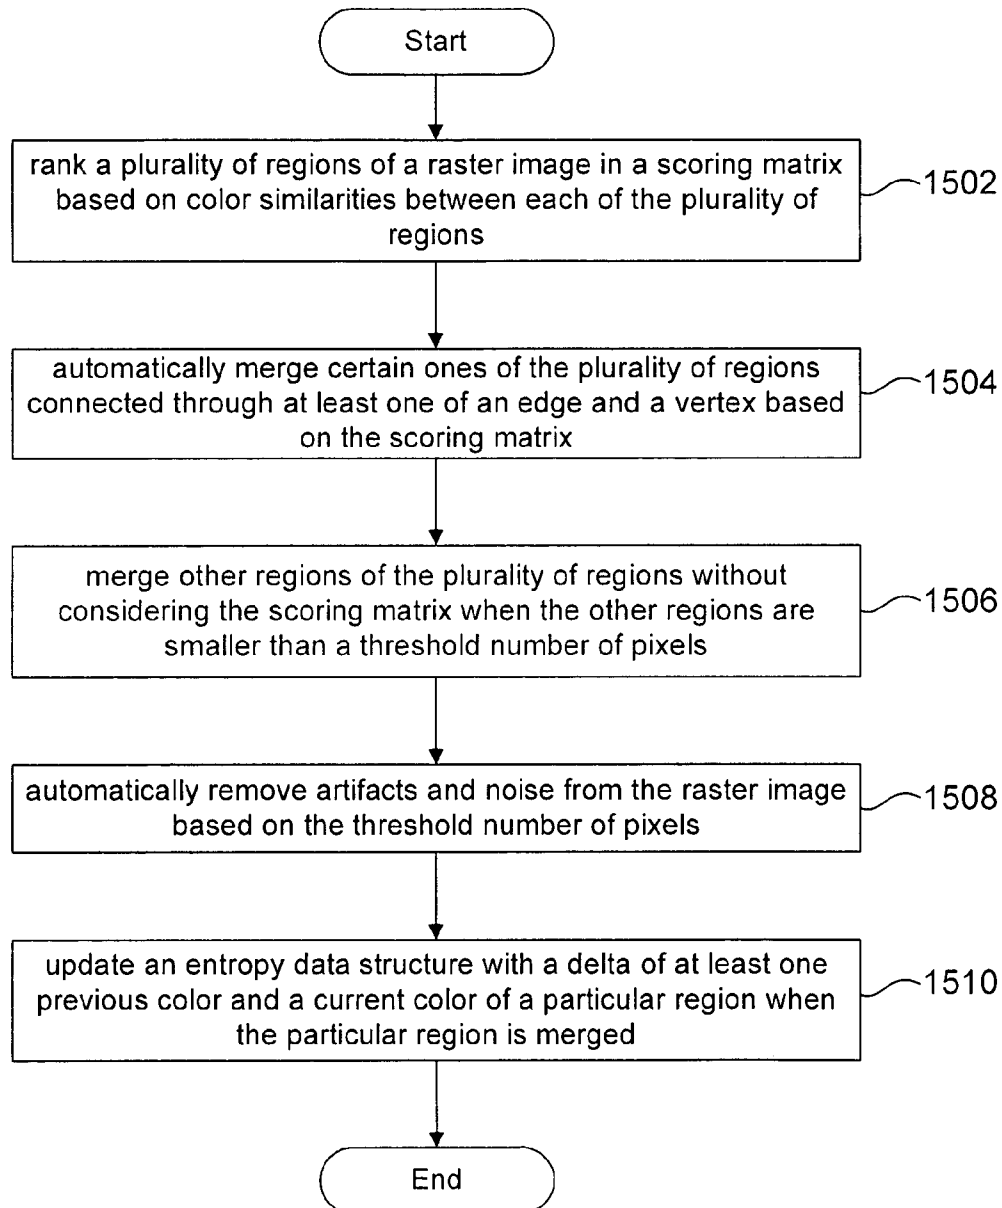 Start
rank a plurality of regions of a raster image in a scoring matrix
based on color similarities between each of the plurality of
regions
1502
automatically merge certain ones of the plurality of regions
connected through at least one of an edge and a vertex based
on the scoring matrix
1504
merge other regions of the plurality of regions without
considering the scoring matrix when the other regions are
smaller than a threshold number of pixels
1506
automatically remove artifacts and noise from the raster image
based on the threshold number of pixels
1508
update an entropy data structure with a delta of at least one
previous color and a current color of a particular region when
the particular region is merged
1510
End